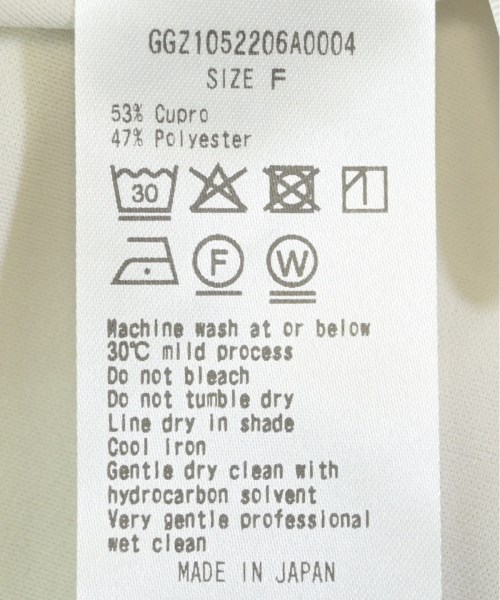 GGZ1052206A0004
SIZE F
53% Cupro
47% Polyester
30
F W
Machine wash at or below
30℃ mild process
Do not bleach
Do not tumble dry
Line dry in shade
Cool iron
Gentle dry clean with
hydrocarbon solvent
Very gentle professional
wet clean
MADE IN JAPAN